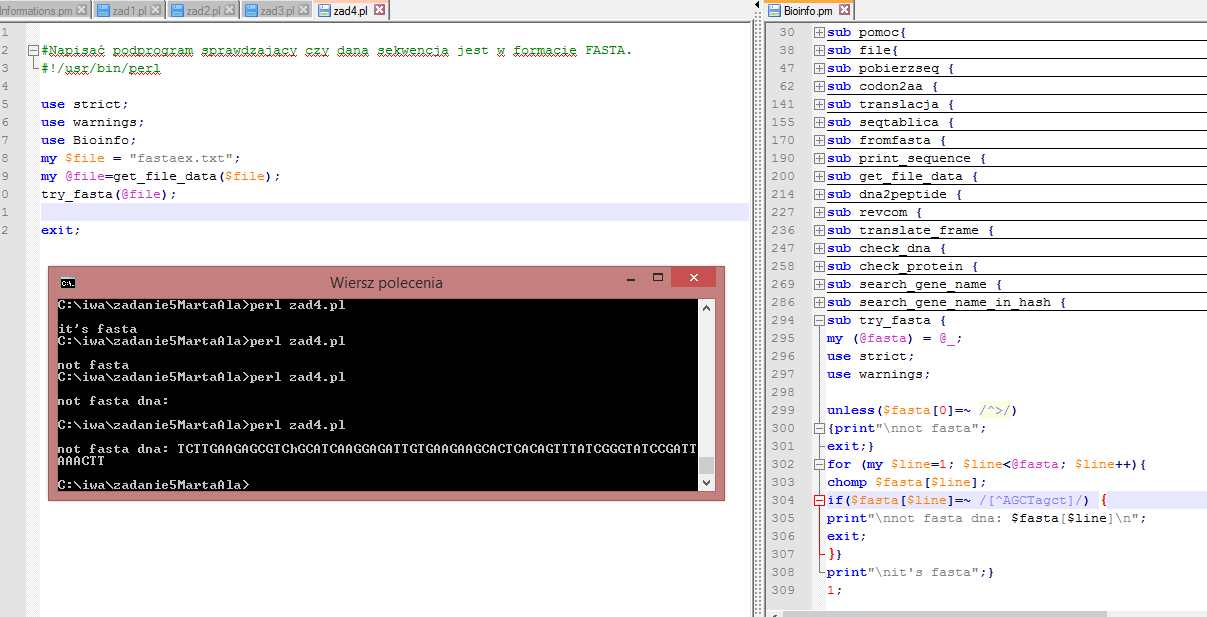 Informations.pm zad1.pl zad2.pl zad3.pl zad4.pl
1
2 #Napisać podprogram sprawdzający czy dana sekwencja jest w formacie FASTA.
3 #!/usr/bin/perl
4
5 use strict;
6 use warnings;
7 use Bioinfo;
8 my $file = "fastaex.txt";
9 my @file=get_file_data($file);
0 try_fasta(@file);
1
2 exit;
Wiersz polecenia
C:\iwa\zadanie5MartaAla>perl zad4.pl
it's fasta
C:\iwa\zadanie5MartaAla>perl zad4.pl
not fasta
C:\iwa\zadanie5MartaAla>perl zad4.pl
not fasta dna:
C:\iwa\zadanie5MartaAla>perl zad4.pl
not fasta dna: TCTTGAAGAGCGTChGCATCAAGGAGATTGTGAAGAAGCACTCACAGTTTATCGGGTATCCGATT
AAACTT
C:\iwa\zadanie5MartaAla>
Bioinfo.pm
30 sub pomoc{
38 sub file{
47 sub pobierzseq {
62 sub codon2aa {
141 sub translacja {
155 sub seqtablica {
170 sub fromfasta {
190 sub print_sequence {
200 sub get_file_data {
214 sub dna2peptide {
227 sub revcom {
236 sub translate_frame {
247 sub check_dna {
258 sub check_protein {
269 sub search_gene_name {
286 sub search_gene_name_in_hash {
294 sub try_fasta {
295 my (@fasta) = @_;
296 use strict;
297 use warnings;
298
299 unless($fasta[0]=~ /^>/)
300 {print"\nnot fasta";
301 exit;}
302 for (my $line=1; $line<@fasta; $line++){
303 chomp $fasta[$line];
304 if($fasta[$line]=~ /[^AGCTagct]/) {
305 print"\nnot fasta dna: $fasta[$line]\n";
306 exit;
307 }}
308 print"\nit's fasta";}
309 1;